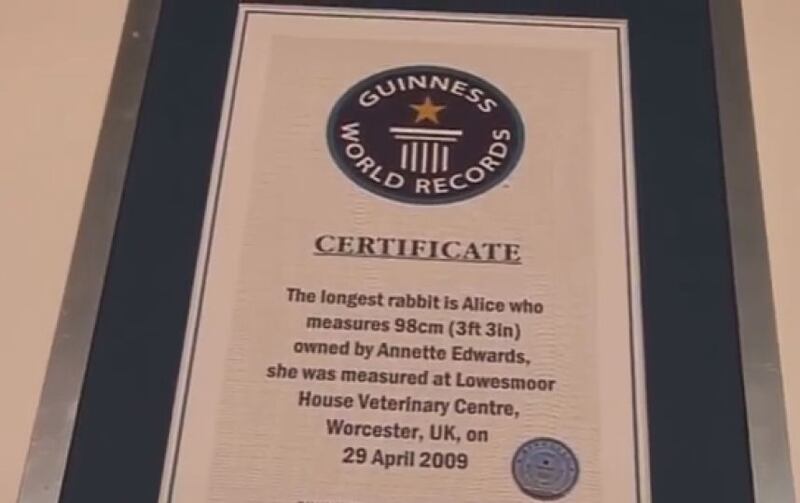 GUINNESS
WORLD RECORDS
CERTIFICATE
The longest rabbit is Alice who
measures 98cm (3ft 3in)
owned by Annette Edwards,
she was measured at Lowesmoor
House Veterinary Centre,
Worcester, UK, on
29 April 2009